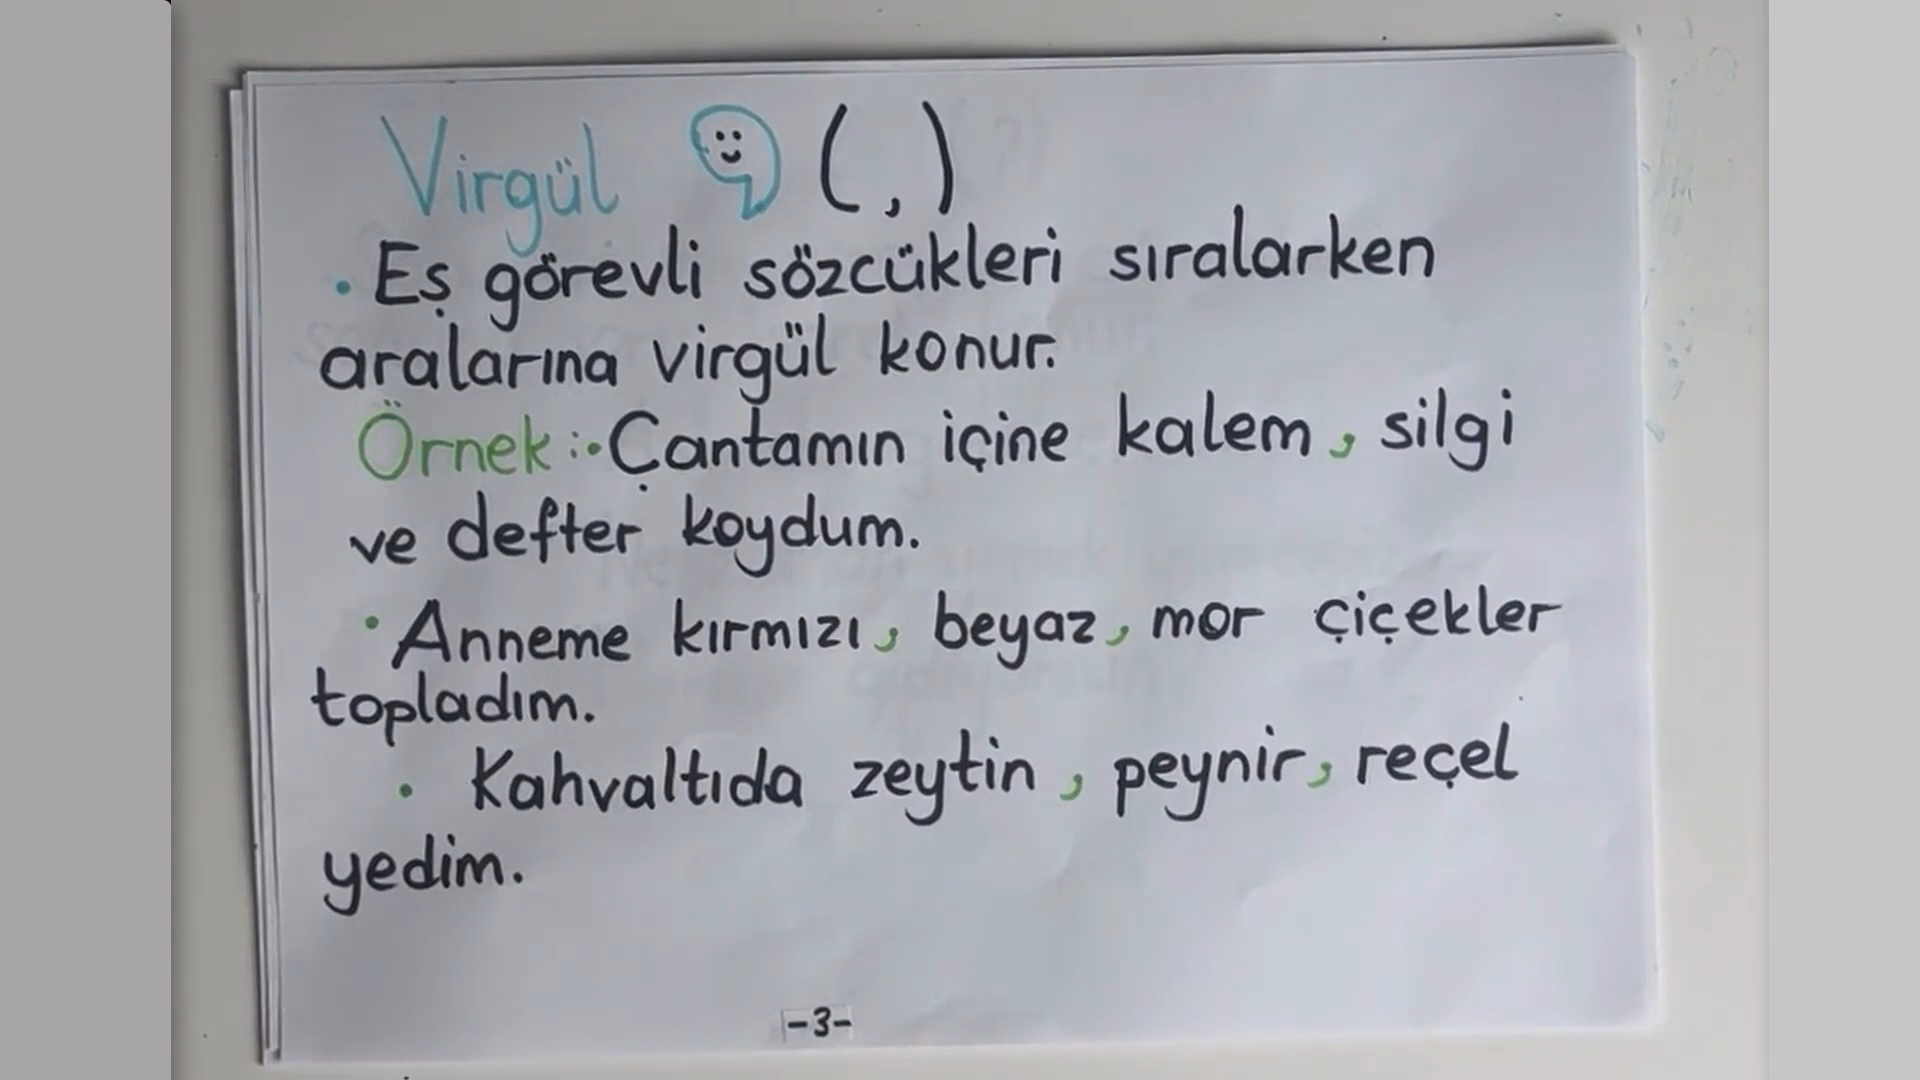 Virgül (,)
• Eş görevli sözcükleri sıralarken
aralarına virgül konur.
Örnek: • Çantamın içine kalem, silgi
ve defter koydum.
• Anneme kırmızı, beyaz, mor çiçekler
topladım.
• Kahvaltıda zeytin, peynir, reçel
yedim.
-3-